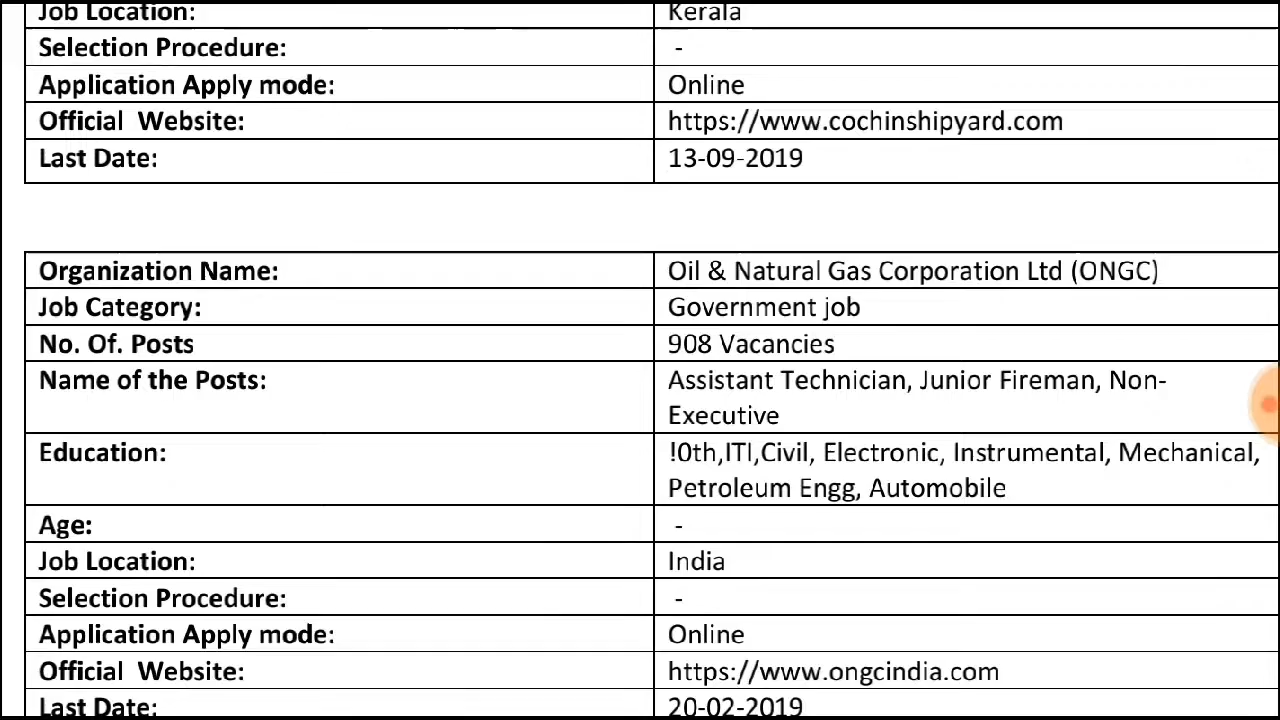 Job Location: Kerala
Selection Procedure: -
Application Apply mode: Online
Official Website: https://www.cochinshipyard.com
Last Date: 13-09-2019
Organization Name: Oil & Natural Gas Corporation Ltd (ONGC)
Job Category: Government job
No. Of. Posts 908 Vacancies
Name of the Posts: Assistant Technician, Junior Fireman, Non-
Executive
Education: !0th,ITI,Civil, Electronic, Instrumental, Mechanical,
Petroleum Engg, Automobile
Age: -
Job Location: India
Selection Procedure: -
Application Apply mode: Online
Official Website: https://www.ongcindia.com
Last Date: 20-02-2019